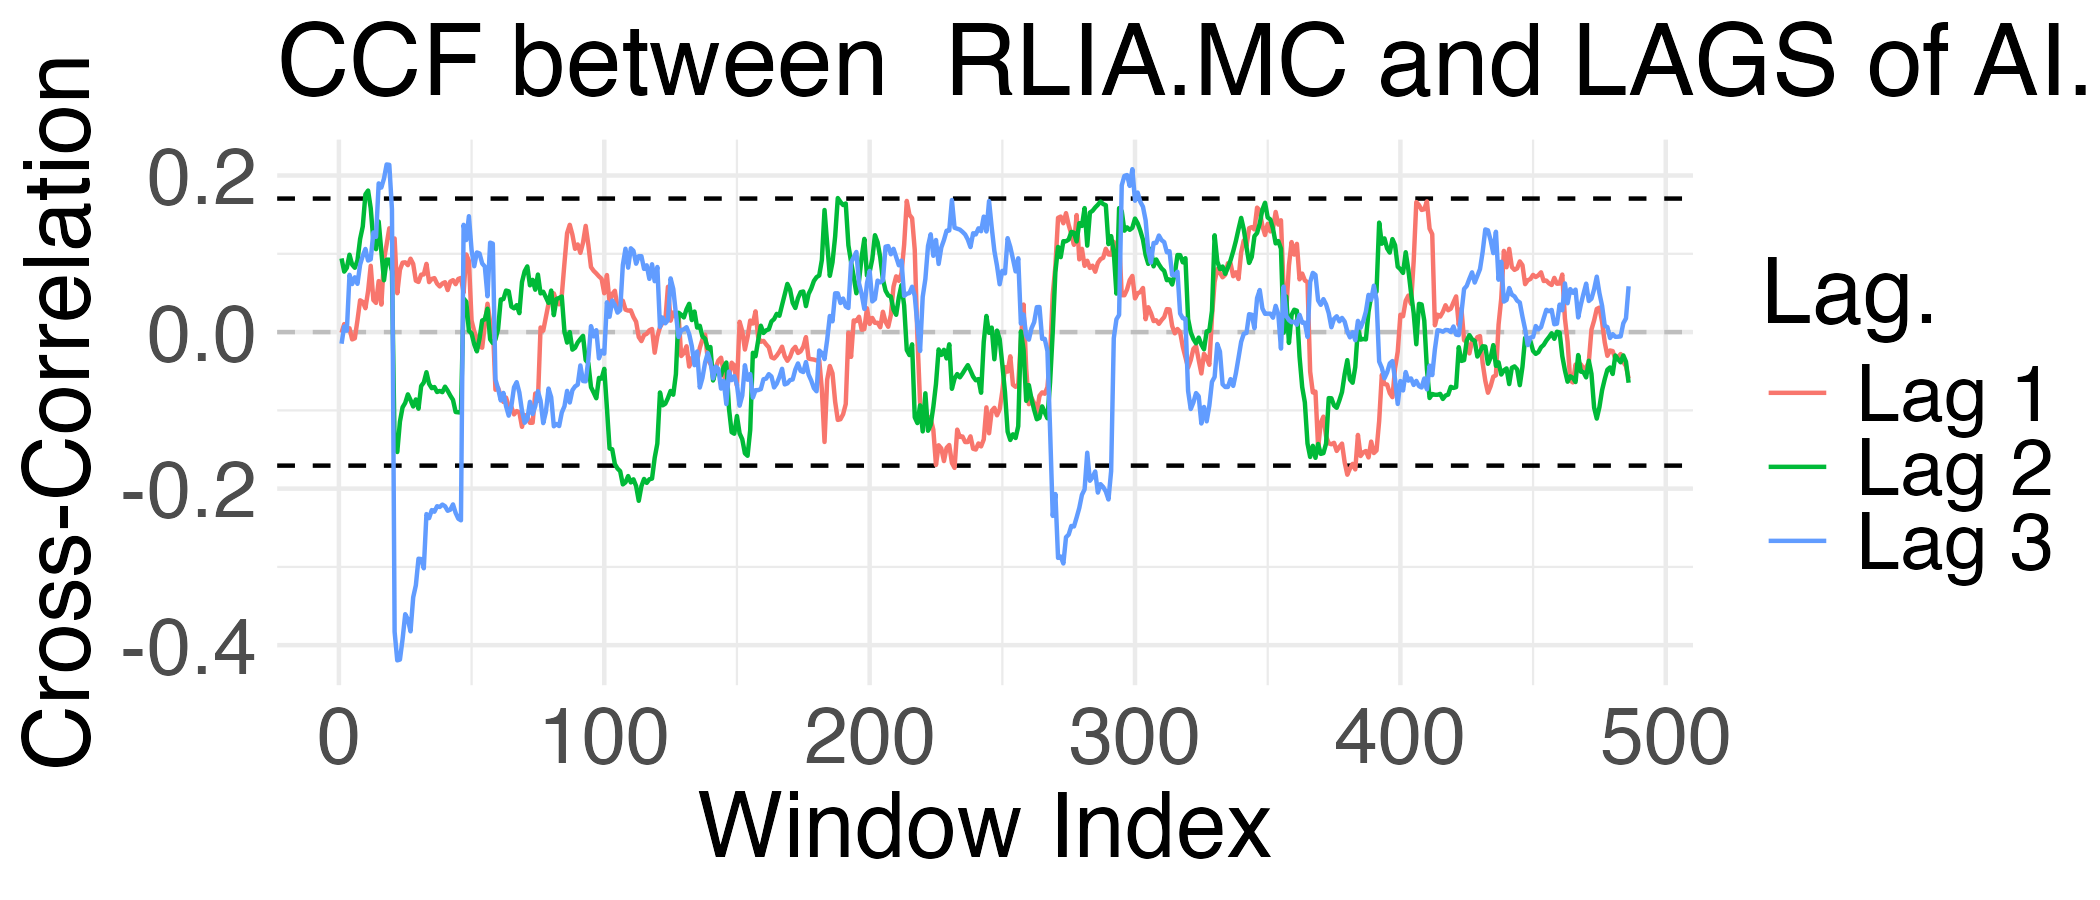 CCF between  RLIA.MC and LAGS of AI.
Cross-Correlation
0.2
0.0
-0.2
-0.4
0 100 200 300 400 500
Window Index
Lag.
Lag 1
Lag 2
Lag 3